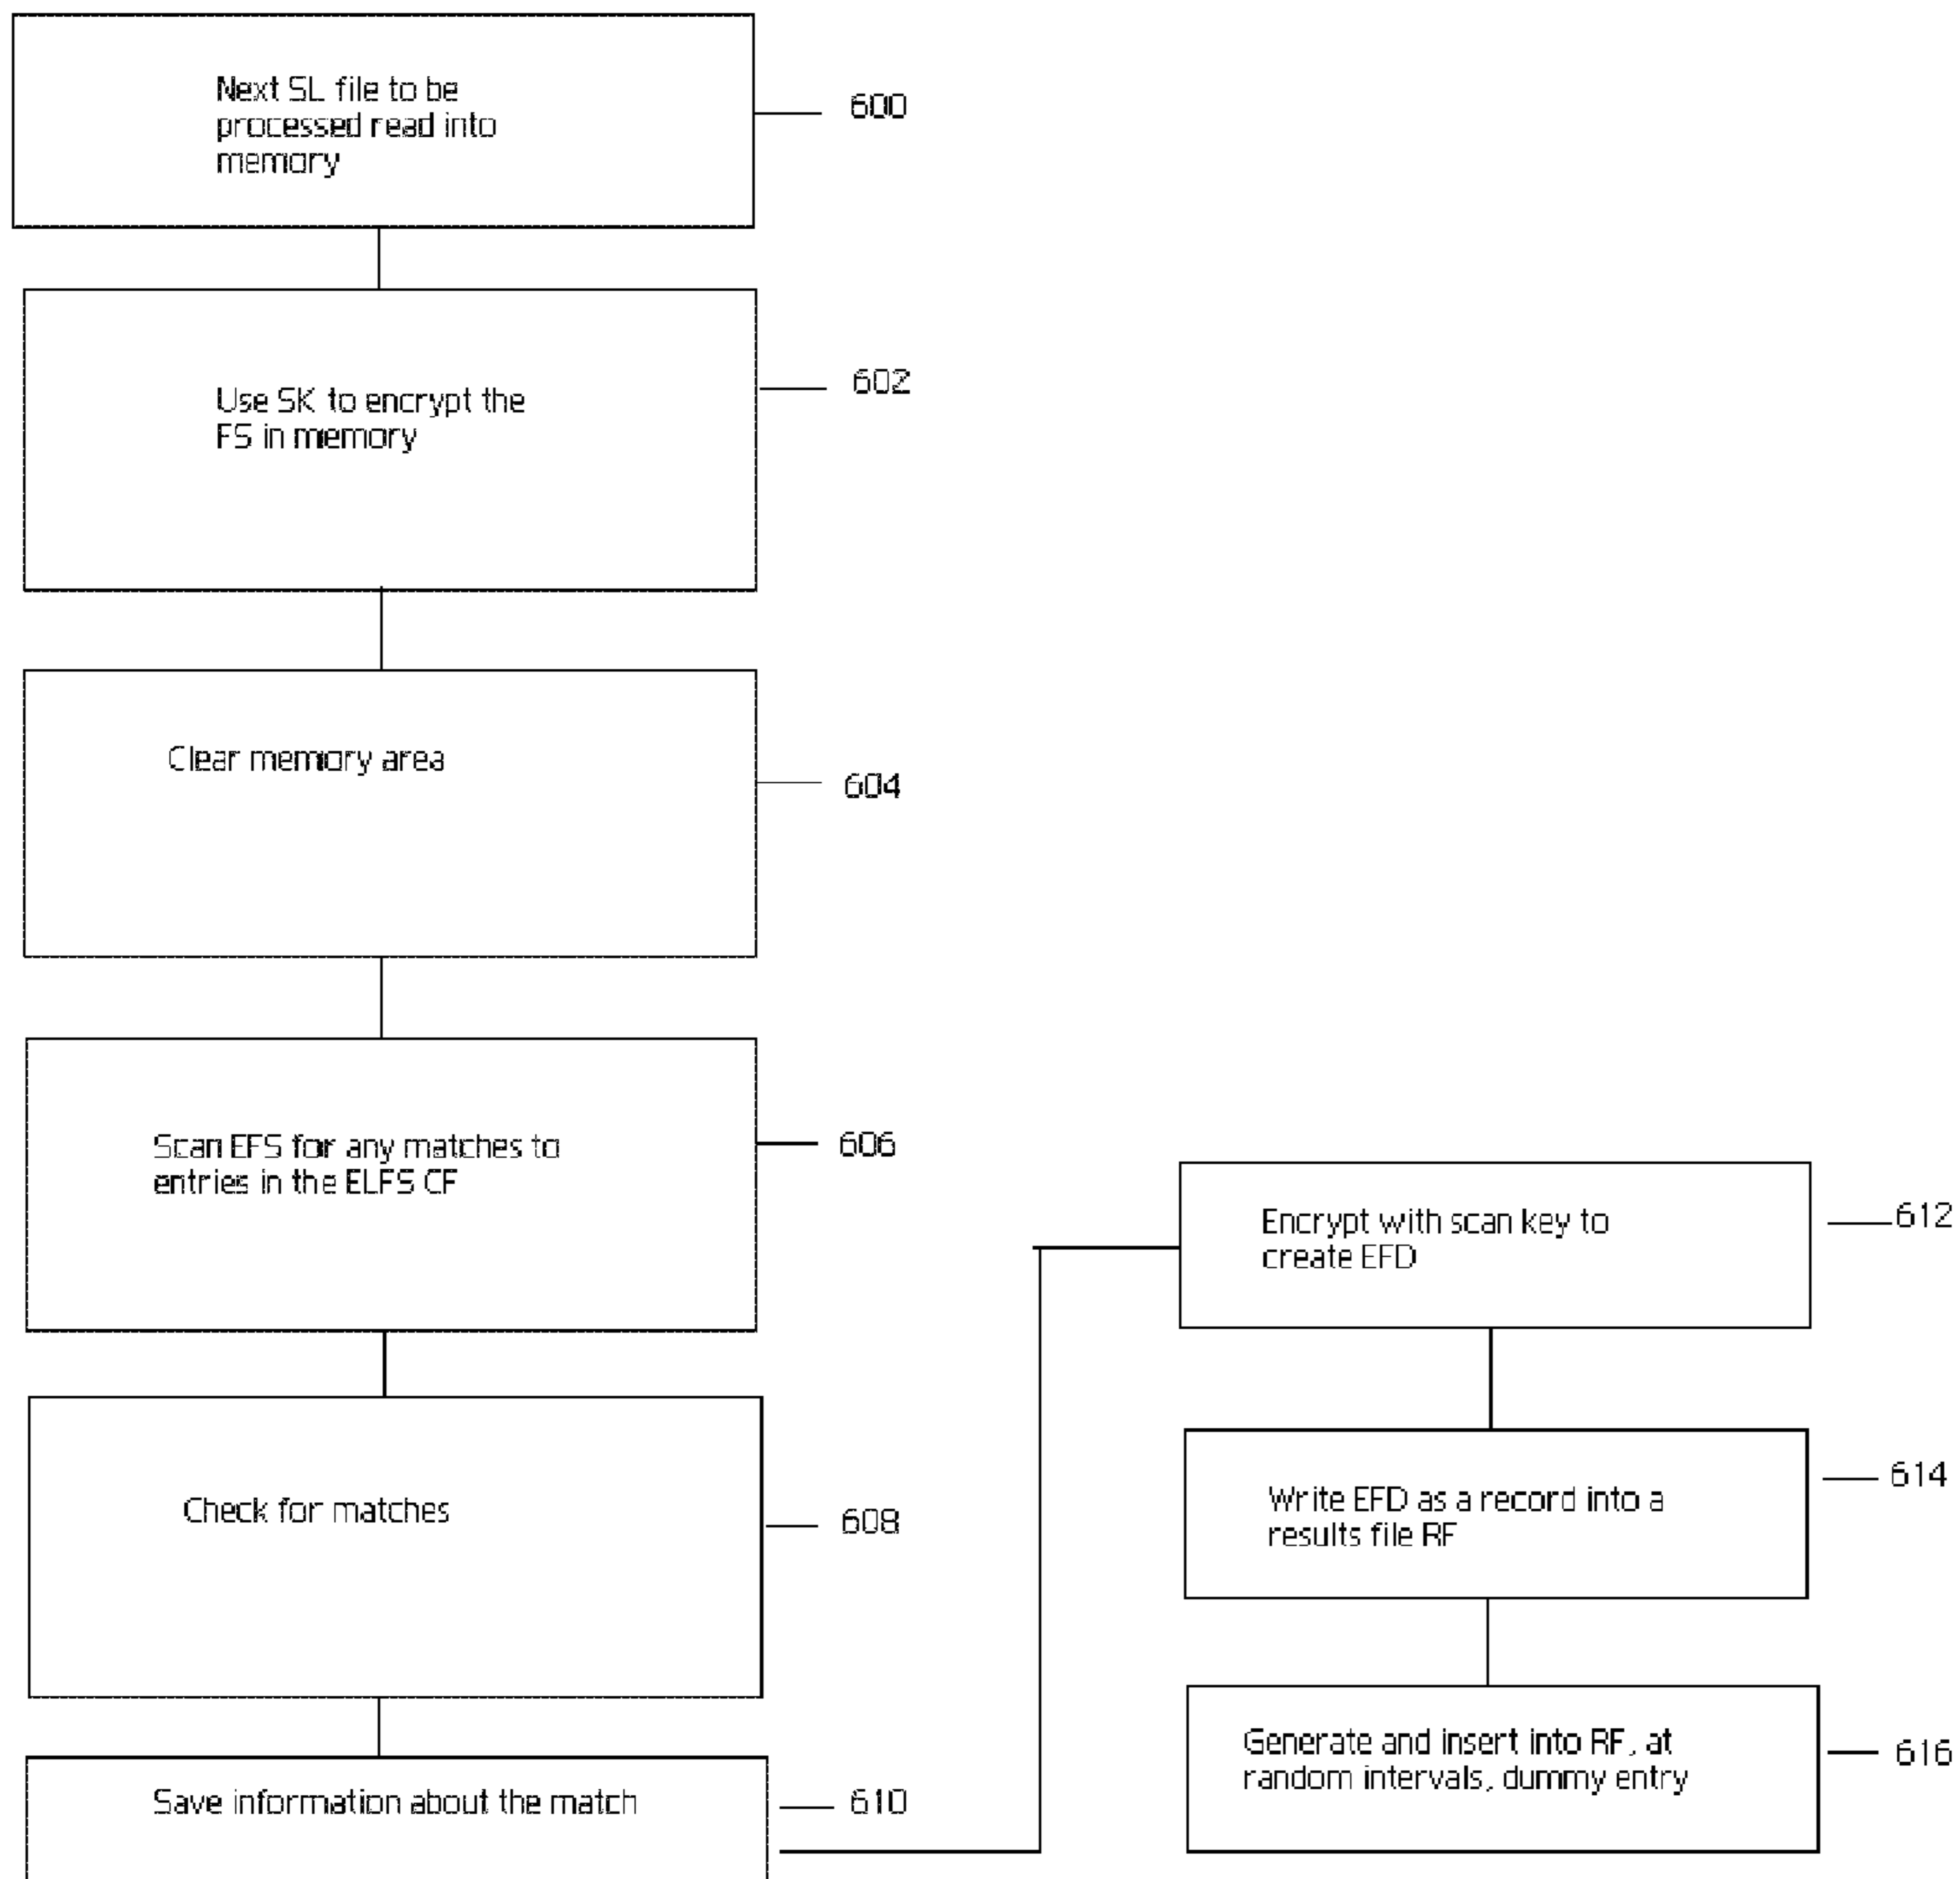 Next SL file to be
processed read into
memory
600
Use SK to encrypt the
FS in memory
602
Clear memory area
604
Scan EFS for any matches to
entries in the ELFS CF
606
Check for matches
608
Save information about the match
610
Encrypt with scan key to
create EFD
612
Write EFD as a record into a
results file RF
614
Generate and insert into RF, at
random intervals, dummy entry
616